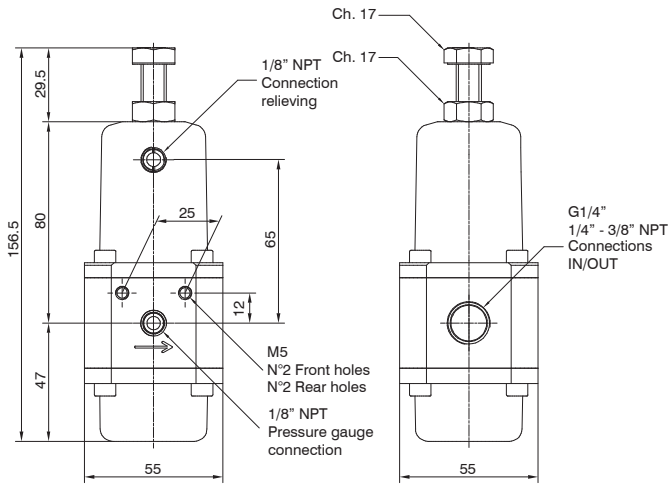 Ch. 17
Ch. 17
1/8” NPT
Connection
relieving
29.5
80
156.5
47
25
65
12
G1/4”
1/4” - 3/8” NPT
Connections
IN/OUT
M5
N°2 Front holes
N°2 Rear holes
1/8” NPT
Pressure gauge
connection
55
55